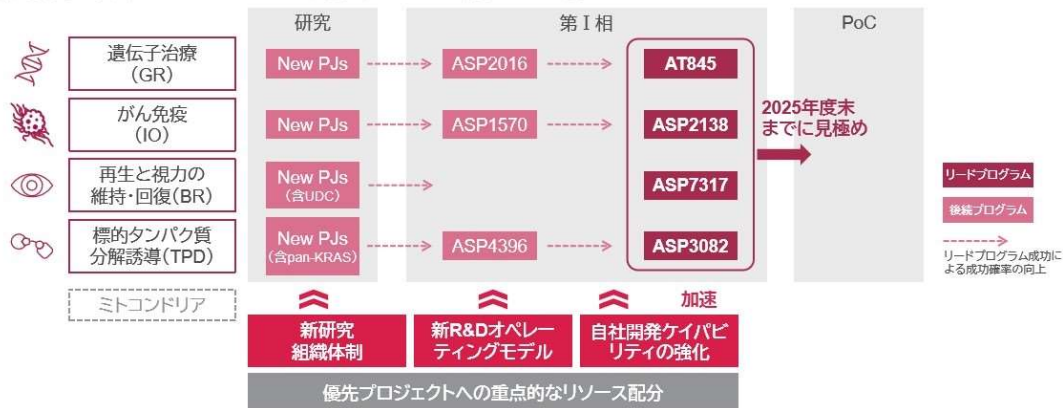 研究
第Ⅰ相
PoC
遺伝子治療
(GR)
New PJs
ASP2016
AT845
がん免疫
(IO)
New PJs
ASP1570
ASP2138
2025年度末
までに見極め
再生と視力の
維持・回復(BR)
New PJs
(含UDC)
ASP7317
標的タンパク質
分解誘導(TPD)
New PJs
(含pan-KRAS)
ASP4396
ASP3082
リードプログラム
後続プログラム
リードプログラム成功に
よる成功確率の向上
ミトコンドリア
加速
新研究
組織体制
新R&Dオペレー
ティングモデル
自社開発ケイパビ
リティの強化
優先プロジェクトへの重点的なリソース配分